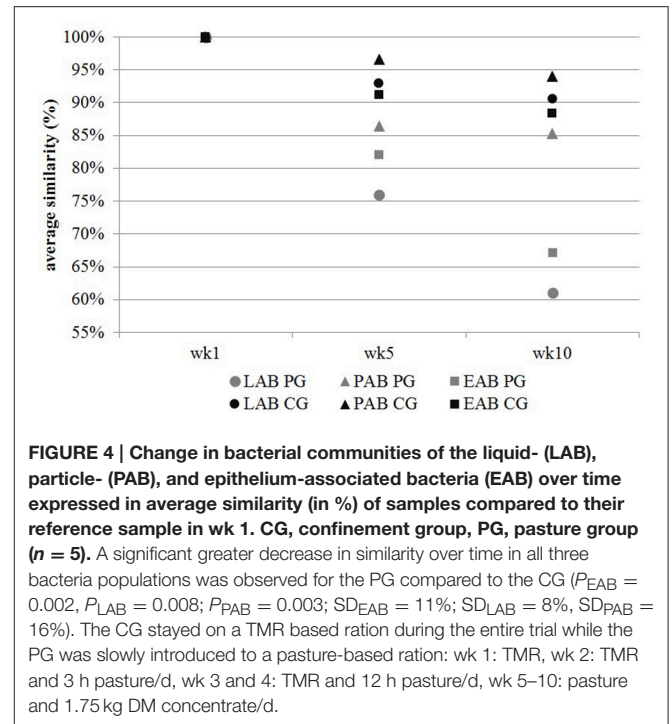 100%
95%
90%
85%
80%
75%
70%
65%
60%
55%
average similarity (%)
wk1 wk5 wk10
LAB PG PAB PG EAB PG
LAB CG PAB CG EAB CG
FIGURE 4 | Change in bacterial communities of the liquid- (LAB),
particle- (PAB), and epithelium-associated bacteria (EAB) over time
expressed in average similarity (in %) of samples compared to their
reference sample in wk 1. CG, confinement group, PG, pasture group
(n = 5). A significant greater decrease in similarity over time in all three
bacteria populations was observed for the PG compared to the CG (PEAB =
0.002, PLAB = 0.008; PPAB = 0.003; SDEAB = 11%; SDLAB = 8%, SDPAB =
16%). The CG stayed on a TMR based ration during the entire trial while the
PG was slowly introduced to a pasture-based ration: wk 1: TMR, wk 2: TMR
and 3 h pasture/d, wk 3 and 4: TMR and 12 h pasture/d, wk 5–10: pasture
and 1.75 kg DM concentrate/d.